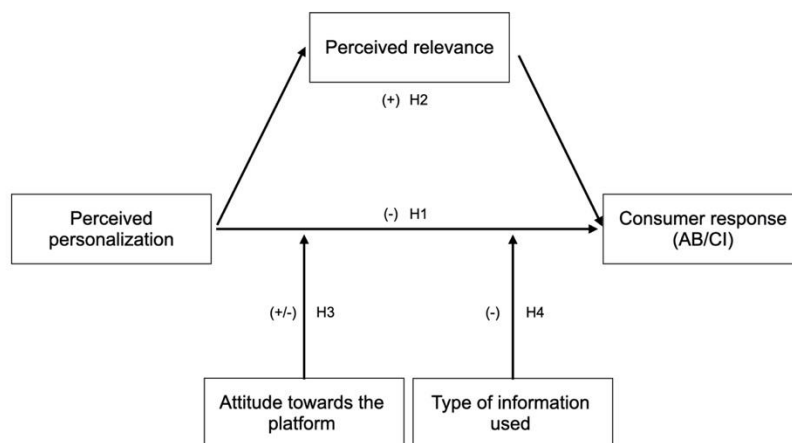 Perceived relevance
(+) H2
Perceived
personalization
(-) H1
Consumer response
(AB/CI)
(+/-) H3
(-) H4
Attitude towards the
platform
Type of information
used